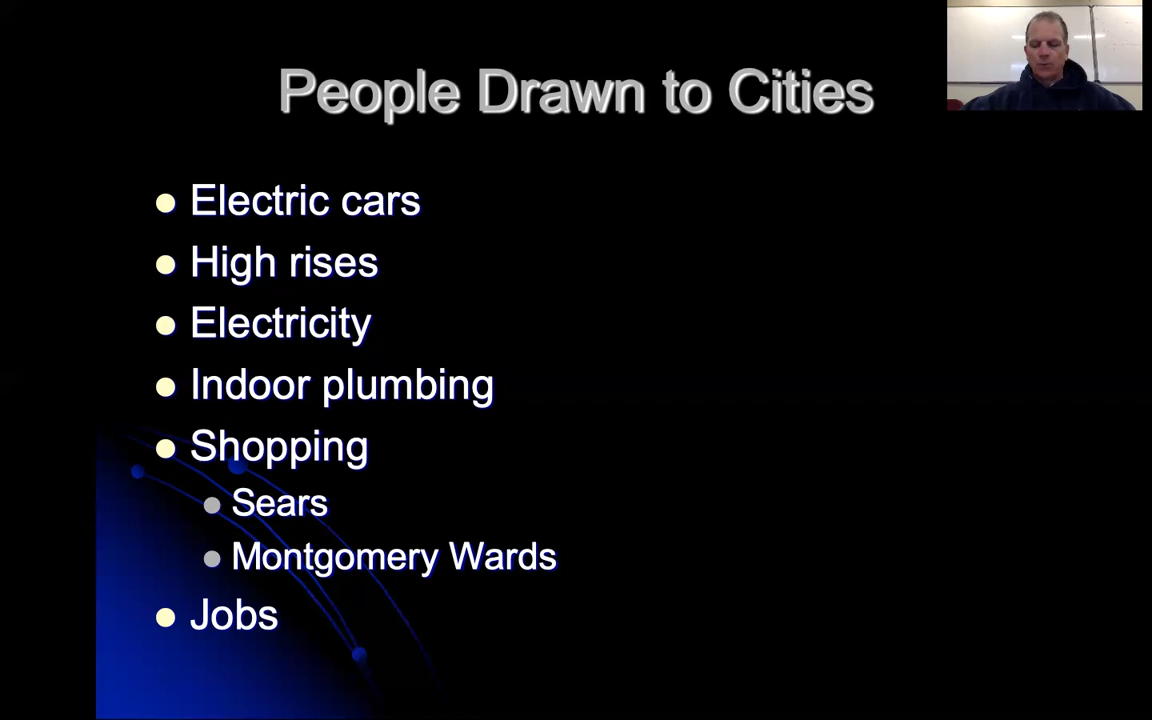 People Drawn to Cities
Electric cars
High rises
Electricity
Indoor plumbing
Shopping
Sears
Montgomery Wards
Jobs